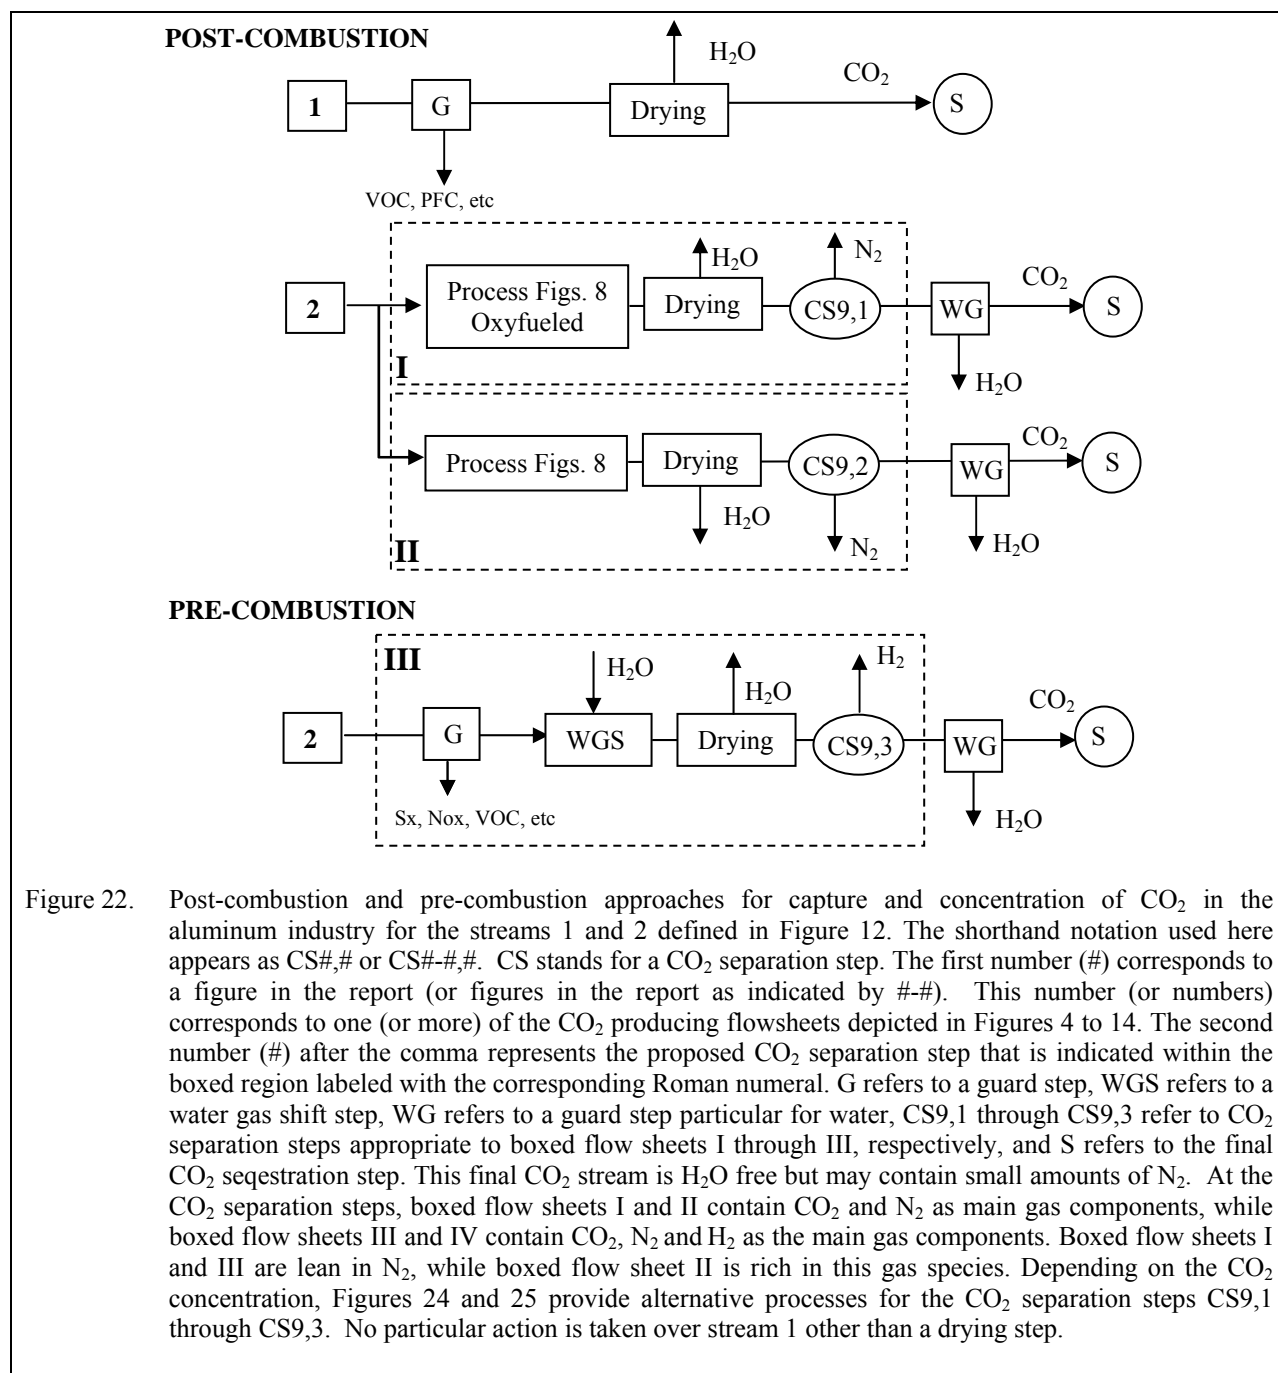 POST-COMBUSTION
H₂O
CO₂
1
G
Drying
S
VOC, PFC, etc
H₂O
N₂
CO₂
2
Process Figs. 8
Oxyfueled
Drying
CS9,1
WG
S
I
H₂O
CO₂
Process Figs. 8
Drying
CS9,2
WG
S
H₂O
II
N₂
H₂O
PRE-COMBUSTION
III
H₂O
H₂O
H₂
CO₂
2
G
WGS
Drying
CS9,3
WG
S
Sx, Nox, VOC, etc
H₂O
Figure 22. Post-combustion and pre-combustion approaches for capture and concentration of CO₂ in the
aluminum industry for the streams 1 and 2 defined in Figure 12. The shorthand notation used here
appears as CS#,# or CS#-#,#. CS stands for a CO₂ separation step. The first number (#) corresponds to
a figure in the report (or figures in the report as indicated by #-#). This number (or numbers)
corresponds to one (or more) of the CO₂ producing flowsheets depicted in Figures 4 to 14. The second
number (#) after the comma represents the proposed CO₂ separation step that is indicated within the
boxed region labeled with the corresponding Roman numeral. G refers to a guard step, WGS refers to a
water gas shift step, WG refers to a guard step particular for water, CS9,1 through CS9,3 refer to CO₂
separation steps appropriate to boxed flow sheets I through III, respectively, and S refers to the final
CO₂ seqestration step. This final CO₂ stream is H₂O free but may contain small amounts of N₂. At the
CO₂ separation steps, boxed flow sheets I and II contain CO₂ and N₂ as main gas components, while
boxed flow sheets III and IV contain CO₂, N₂ and H₂ as the main gas components. Boxed flow sheets I
and III are lean in N₂, while boxed flow sheet II is rich in this gas species. Depending on the CO₂
concentration, Figures 24 and 25 provide alternative processes for the CO₂ separation steps CS9,1
through CS9,3. No particular action is taken over stream 1 other than a drying step.